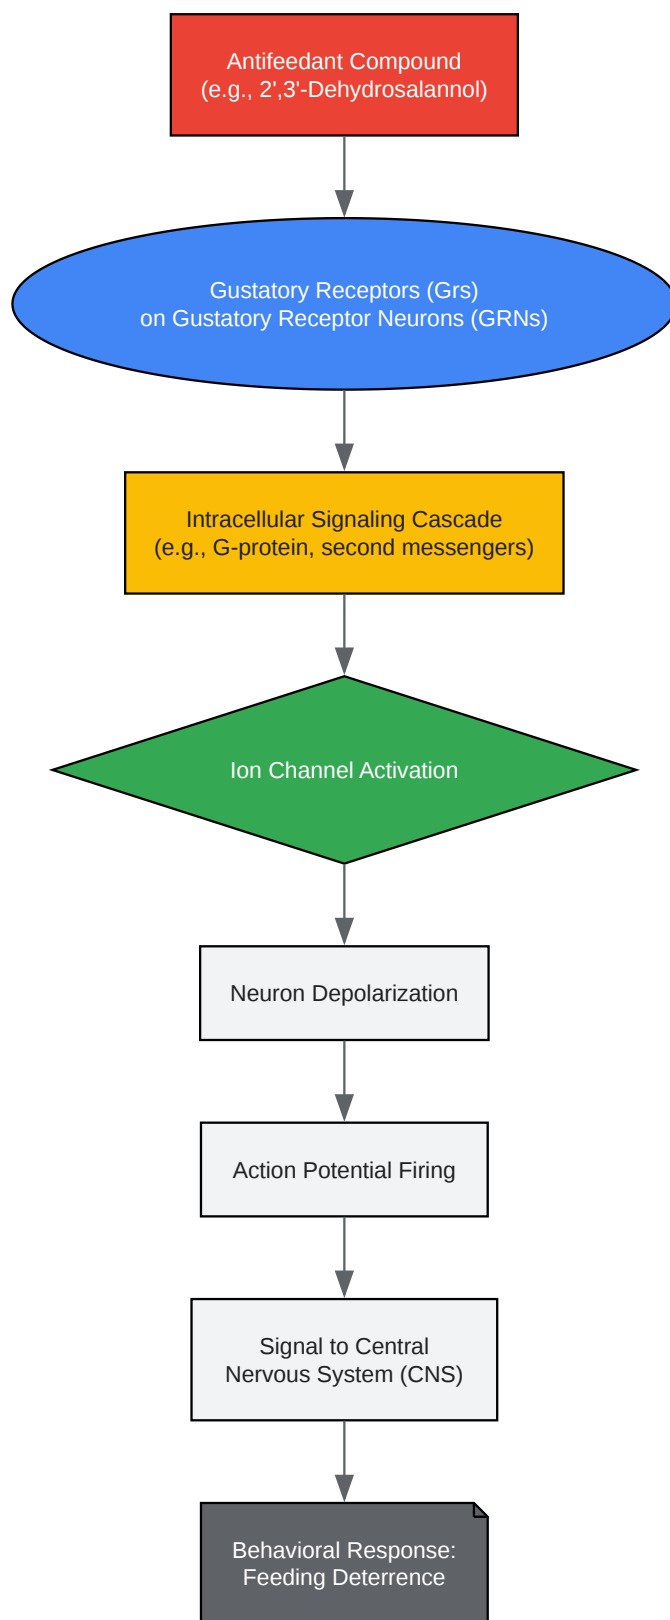 Antifeedant Compound
(e.g., 2',3'-Dehydrosalannol)
Gustatory Receptors (Grs)
on Gustatory Receptor Neurons (GRNs)
Intracellular Signaling Cascade
(e.g., G-protein, second messengers)
Ion Channel Activation
Neuron Depolarization
Action Potential Firing
Signal to Central
Nervous System (CNS)
Behavioral Response:
Feeding Deterrence